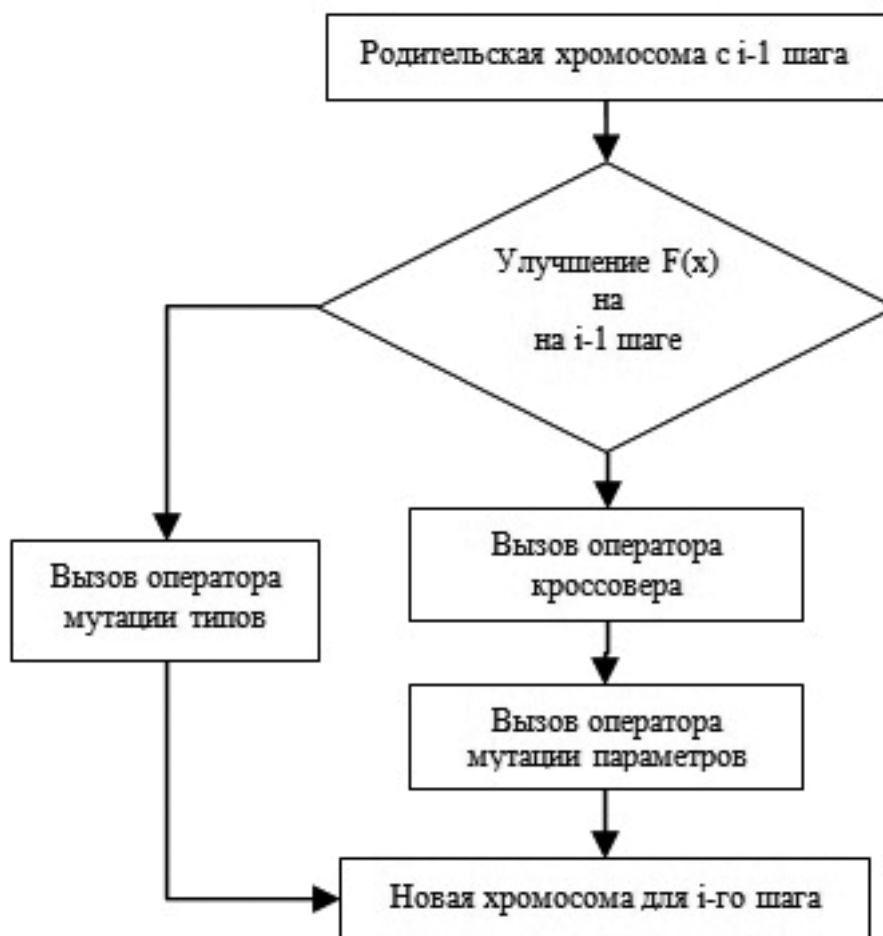 Родительская хромосома с i-1 шага
Улучшение F(x)
на
на i-1 шаге
Вызов оператора
мутации типов
Вызов оператора
кроссовера
Вызов оператора
мутации параметров
Новая хромосома для i-го шага